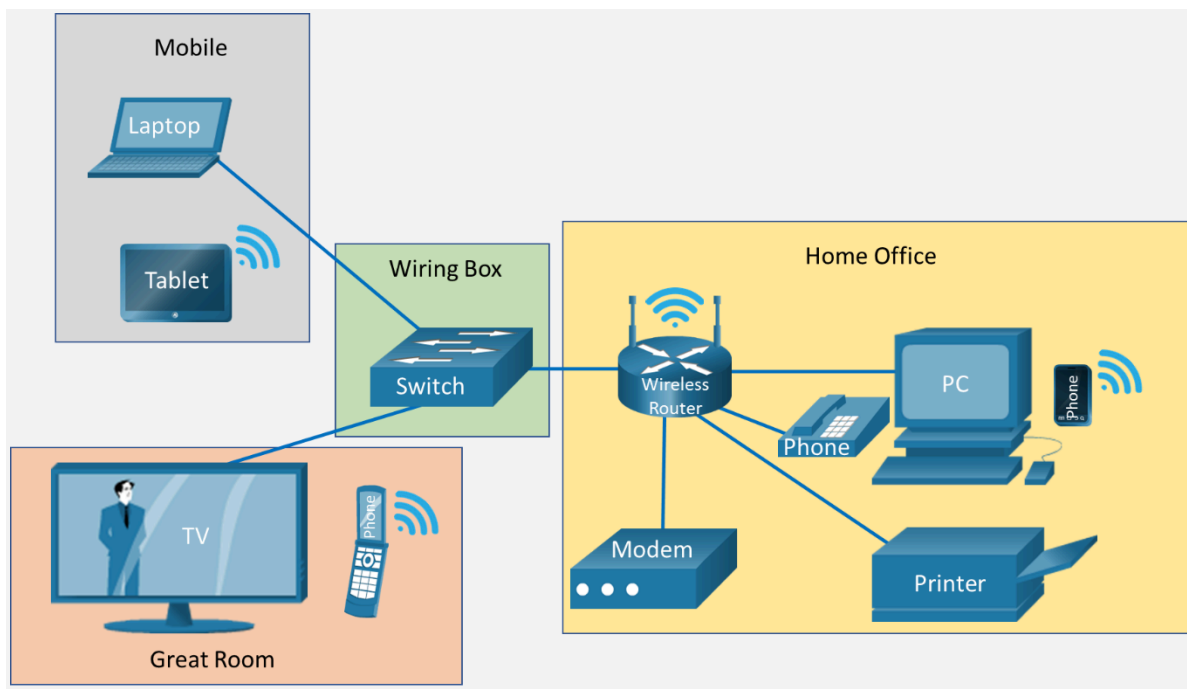 Mobile
Laptop
Tablet
Wiring Box
Switch
Home Office
Wireless
Router
PC
Phone
Phone
Modem
Printer
TV
Phone
Great Room